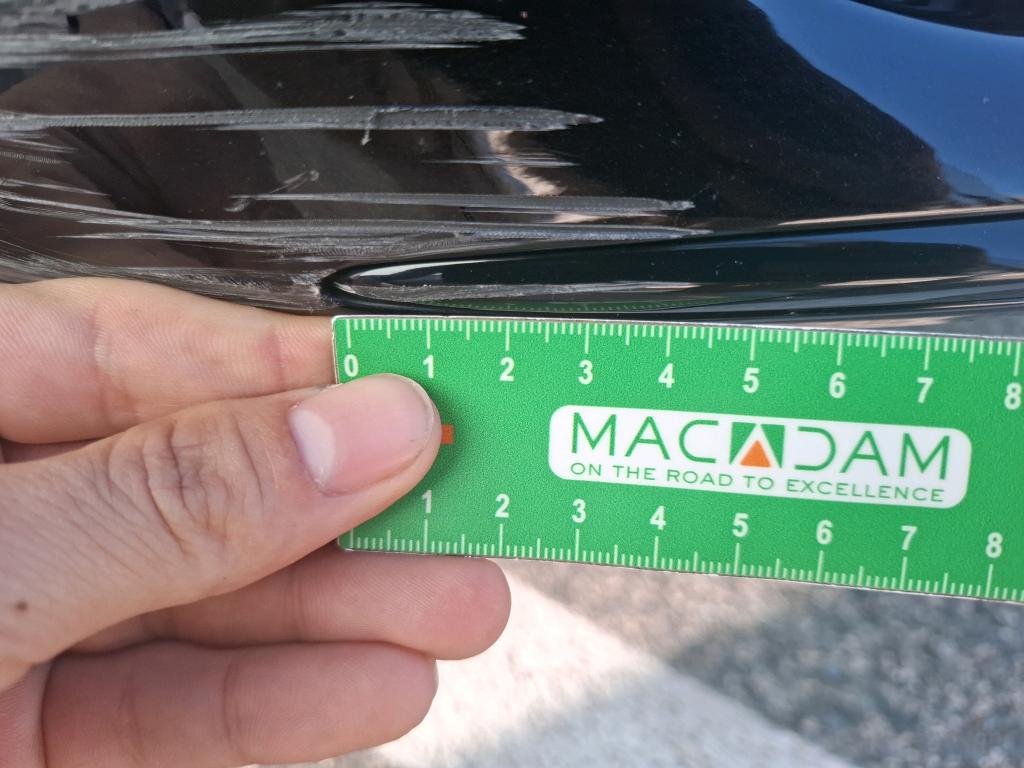 0 1 2 3 4 5 6 7 8
MACADAM
ON THE ROAD TO EXCELLENCE
1 2 3 4 5 6 7 8